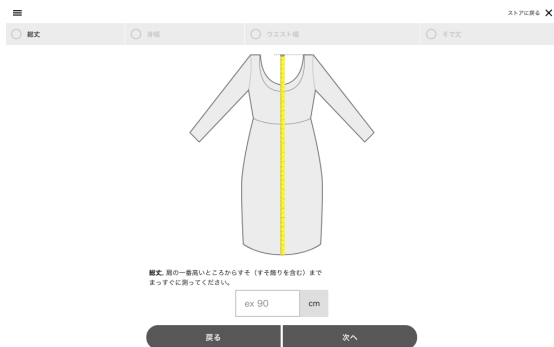 ストアに戻る
総丈
身幅
ウエスト幅
そで丈
総丈. 肩の一番高いところからすそ（すそ飾りを含む）まで
まっすぐに測ってください。
ex 90
cm
戻る
次へ